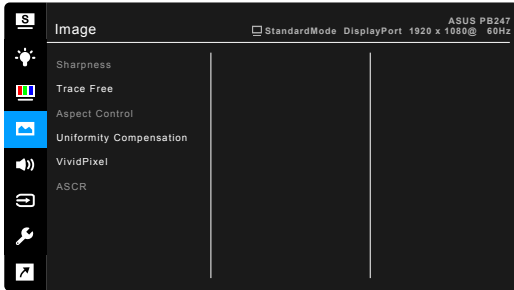 S
ASUS PB247
Image
StandardMode DisplayPort 1920 x 1080@ 60Hz
Sharpness
Trace Free
Aspect Control
Uniformity Compensation
VividPixel
ASCR